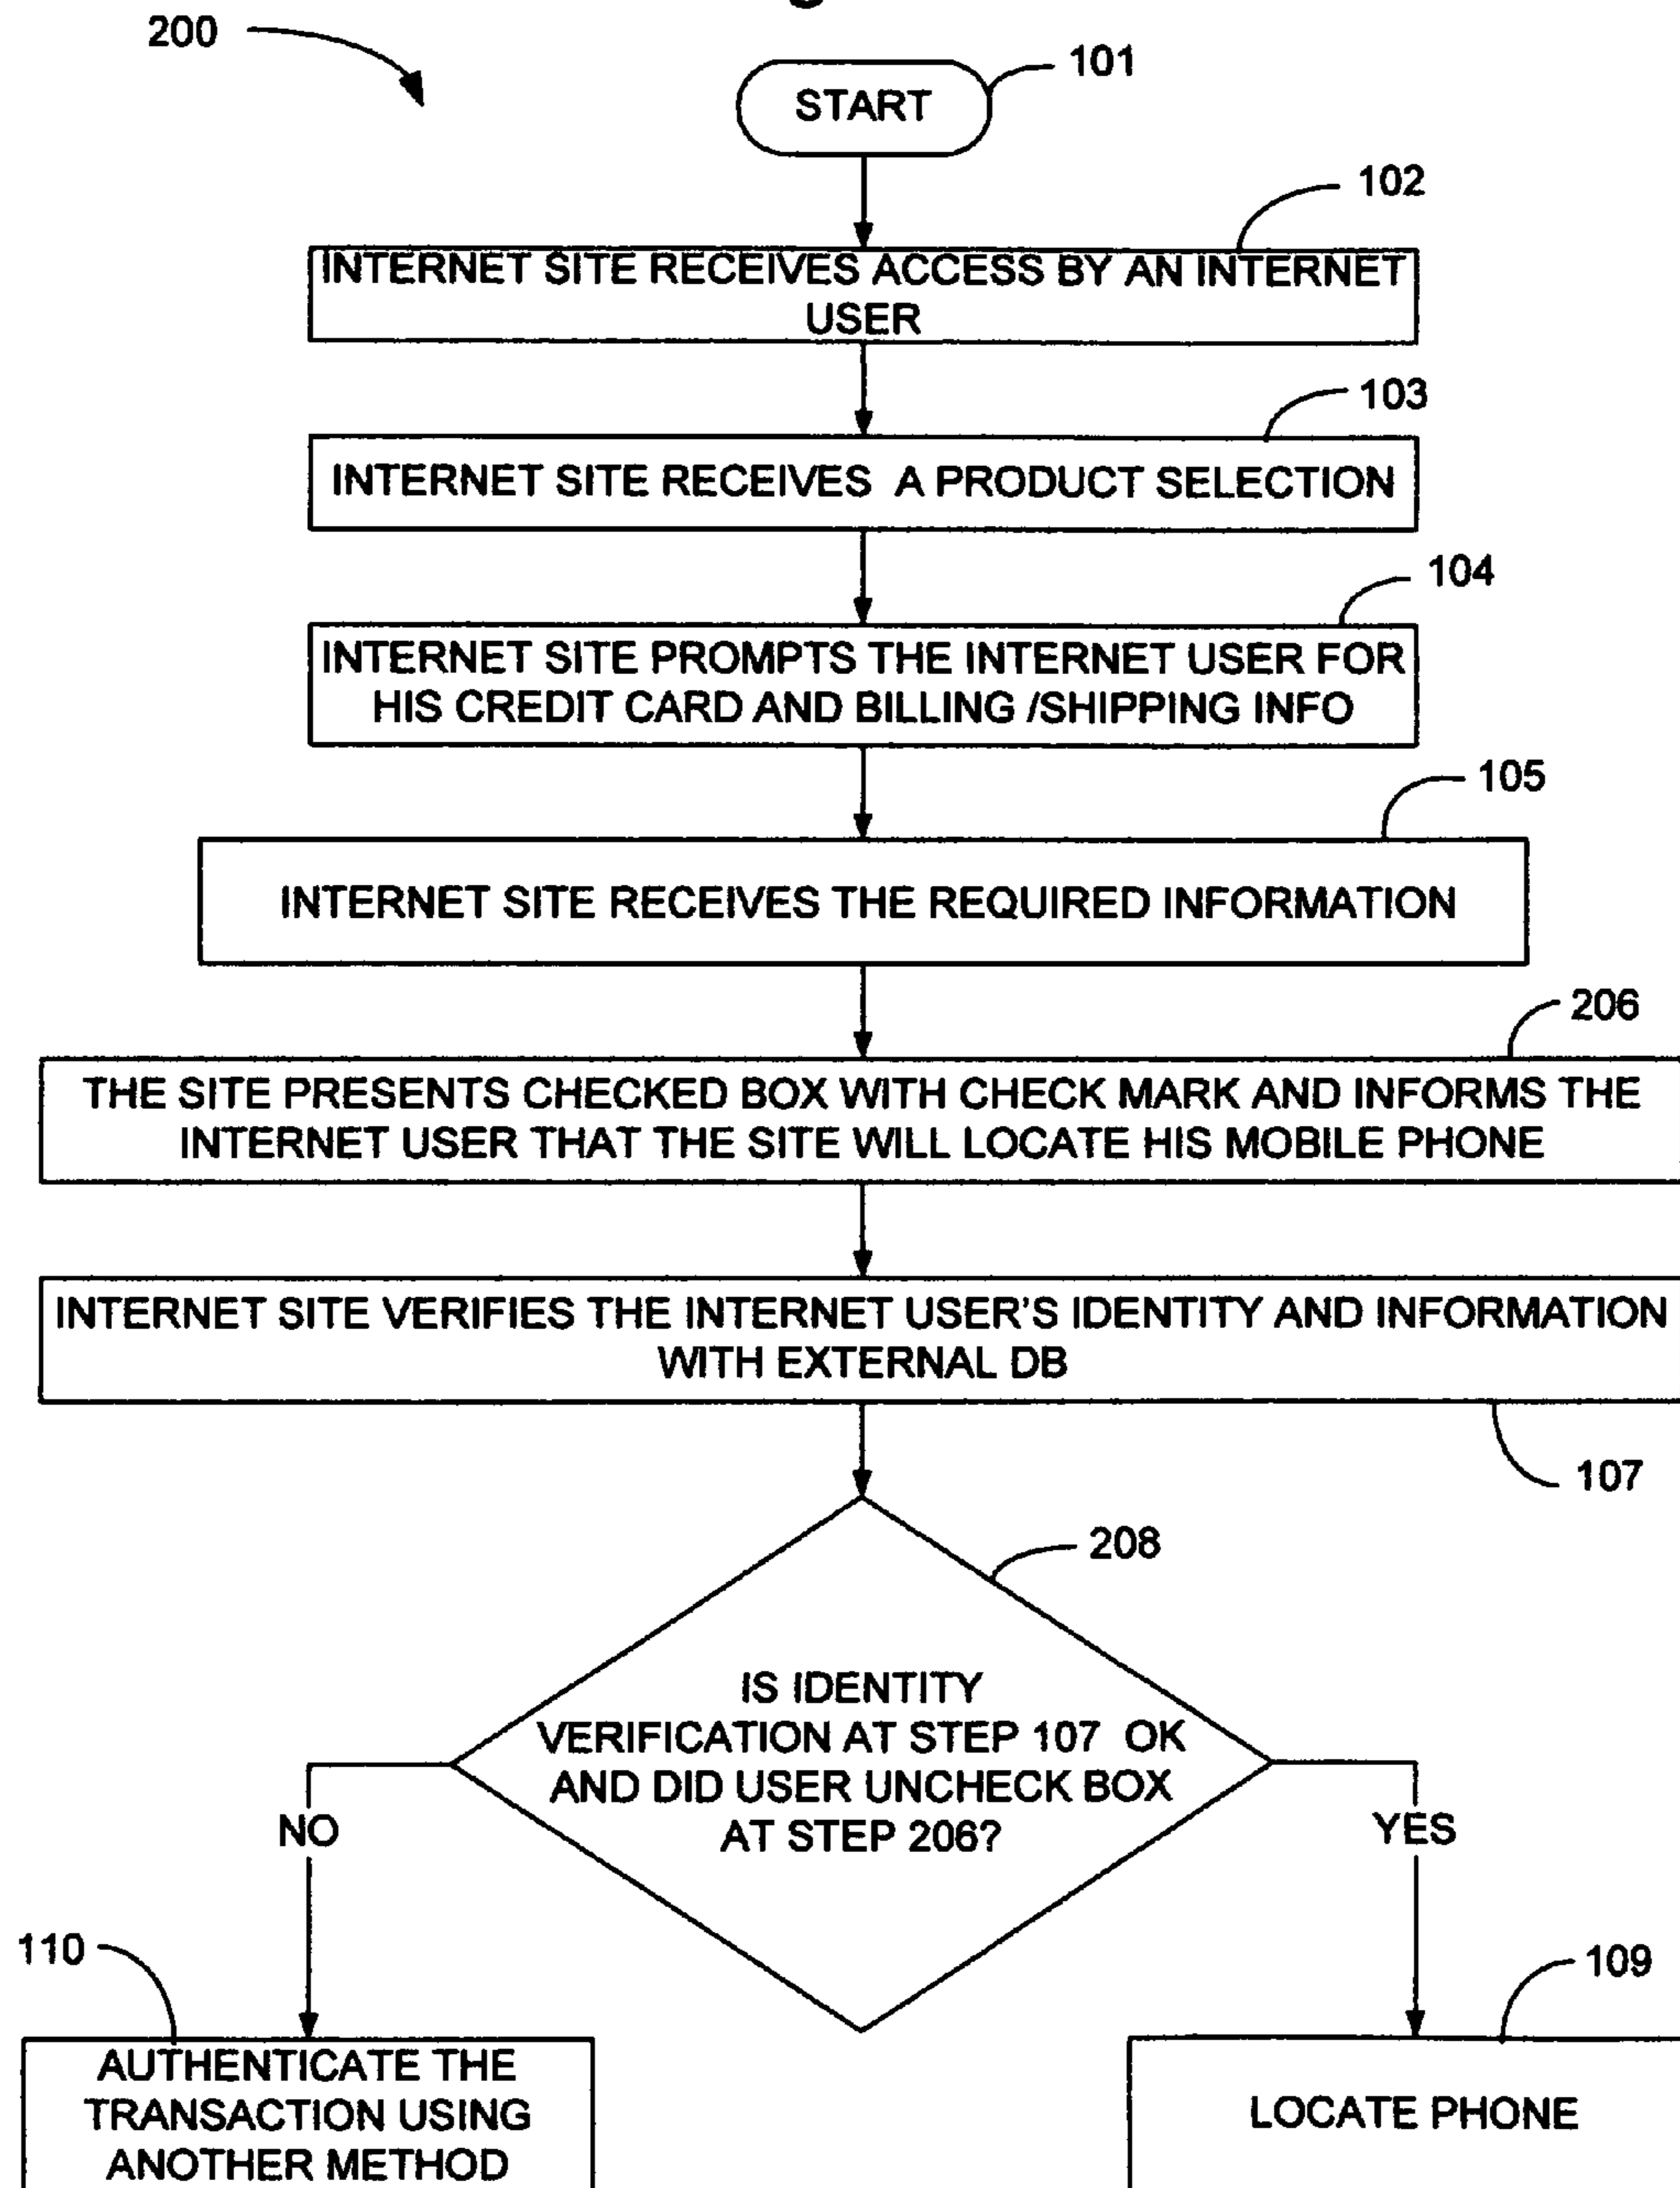 200
START
101
102
INTERNET SITE RECEIVES ACCESS BY AN INTERNET
USER
103
INTERNET SITE RECEIVES A PRODUCT SELECTION
104
INTERNET SITE PROMPTS THE INTERNET USER FOR
HIS CREDIT CARD AND BILLING /SHIPPING INFO
105
INTERNET SITE RECEIVES THE REQUIRED INFORMATION
206
THE SITE PRESENTS CHECKED BOX WITH CHECK MARK AND INFORMS THE
INTERNET USER THAT THE SITE WILL LOCATE HIS MOBILE PHONE
INTERNET SITE VERIFIES THE INTERNET USER'S IDENTITY AND INFORMATION
WITH EXTERNAL DB
107
208
IS IDENTITY
VERIFICATION AT STEP 107 OK
AND DID USER UNCHECK BOX
AT STEP 206?
NO
YES
110
109
AUTHENTICATE THE
TRANSACTION USING
ANOTHER METHOD
LOCATE PHONE